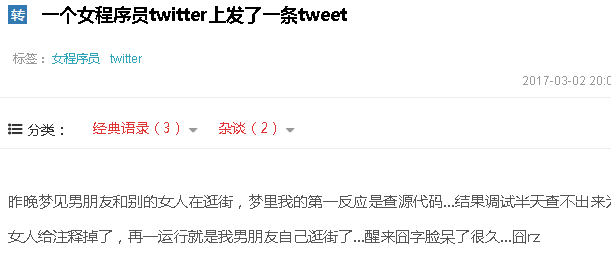 转 一个女程序员twitter上发了一条tweet
标签： 女程序员 twitter
2017-03-02 20:0
分类： 经典语录（3） 杂谈（2）
昨晚梦见男朋友和别的女人在逛街，梦里我的第一反应是查源代码...结果调试半天查不出来
女人给注释掉了，再一运行就是我男朋友自己逛街了...醒来囧字脸呆了很久...囧rz